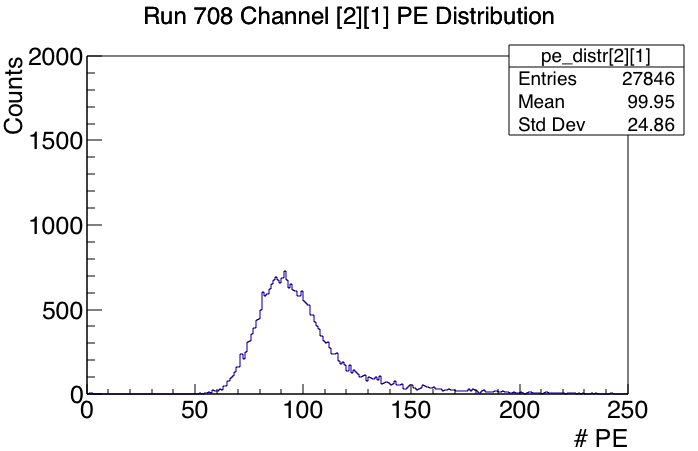 Run 708 Channel [2][1] PE Distribution
pe_distr[2][1]
Entries 27846
Mean 99.95
Std Dev 24.86
Counts
2000
1500
1000
500
0
0 50 100 150 200 250
# PE